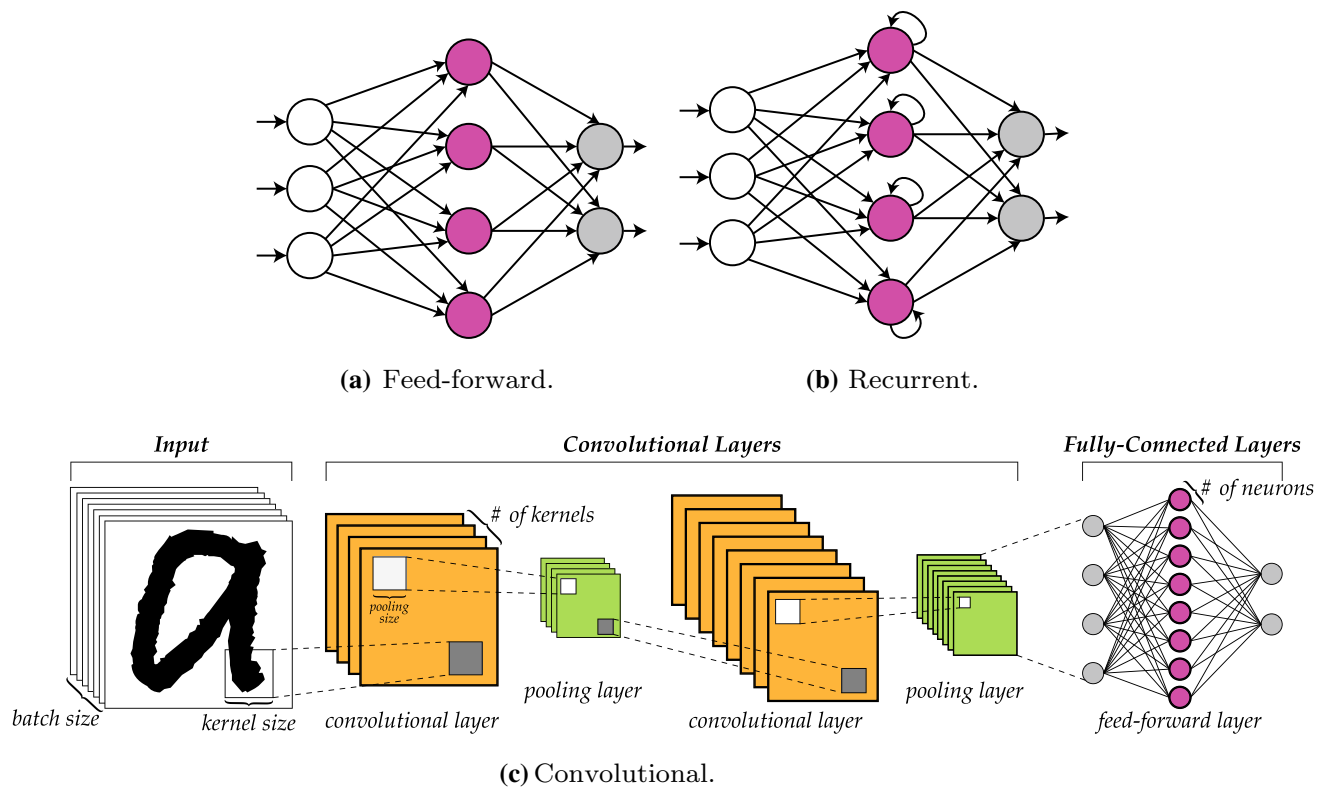 (a) Feed-forward.
(b) Recurrent.
Input
Convolutional Layers
Fully-Connected Layers
# of kernels
# of neurons
pooling
size
batch size
kernel size
convolutional layer
pooling layer
convolutional layer
pooling layer
feed-forward layer
(c) Convolutional.